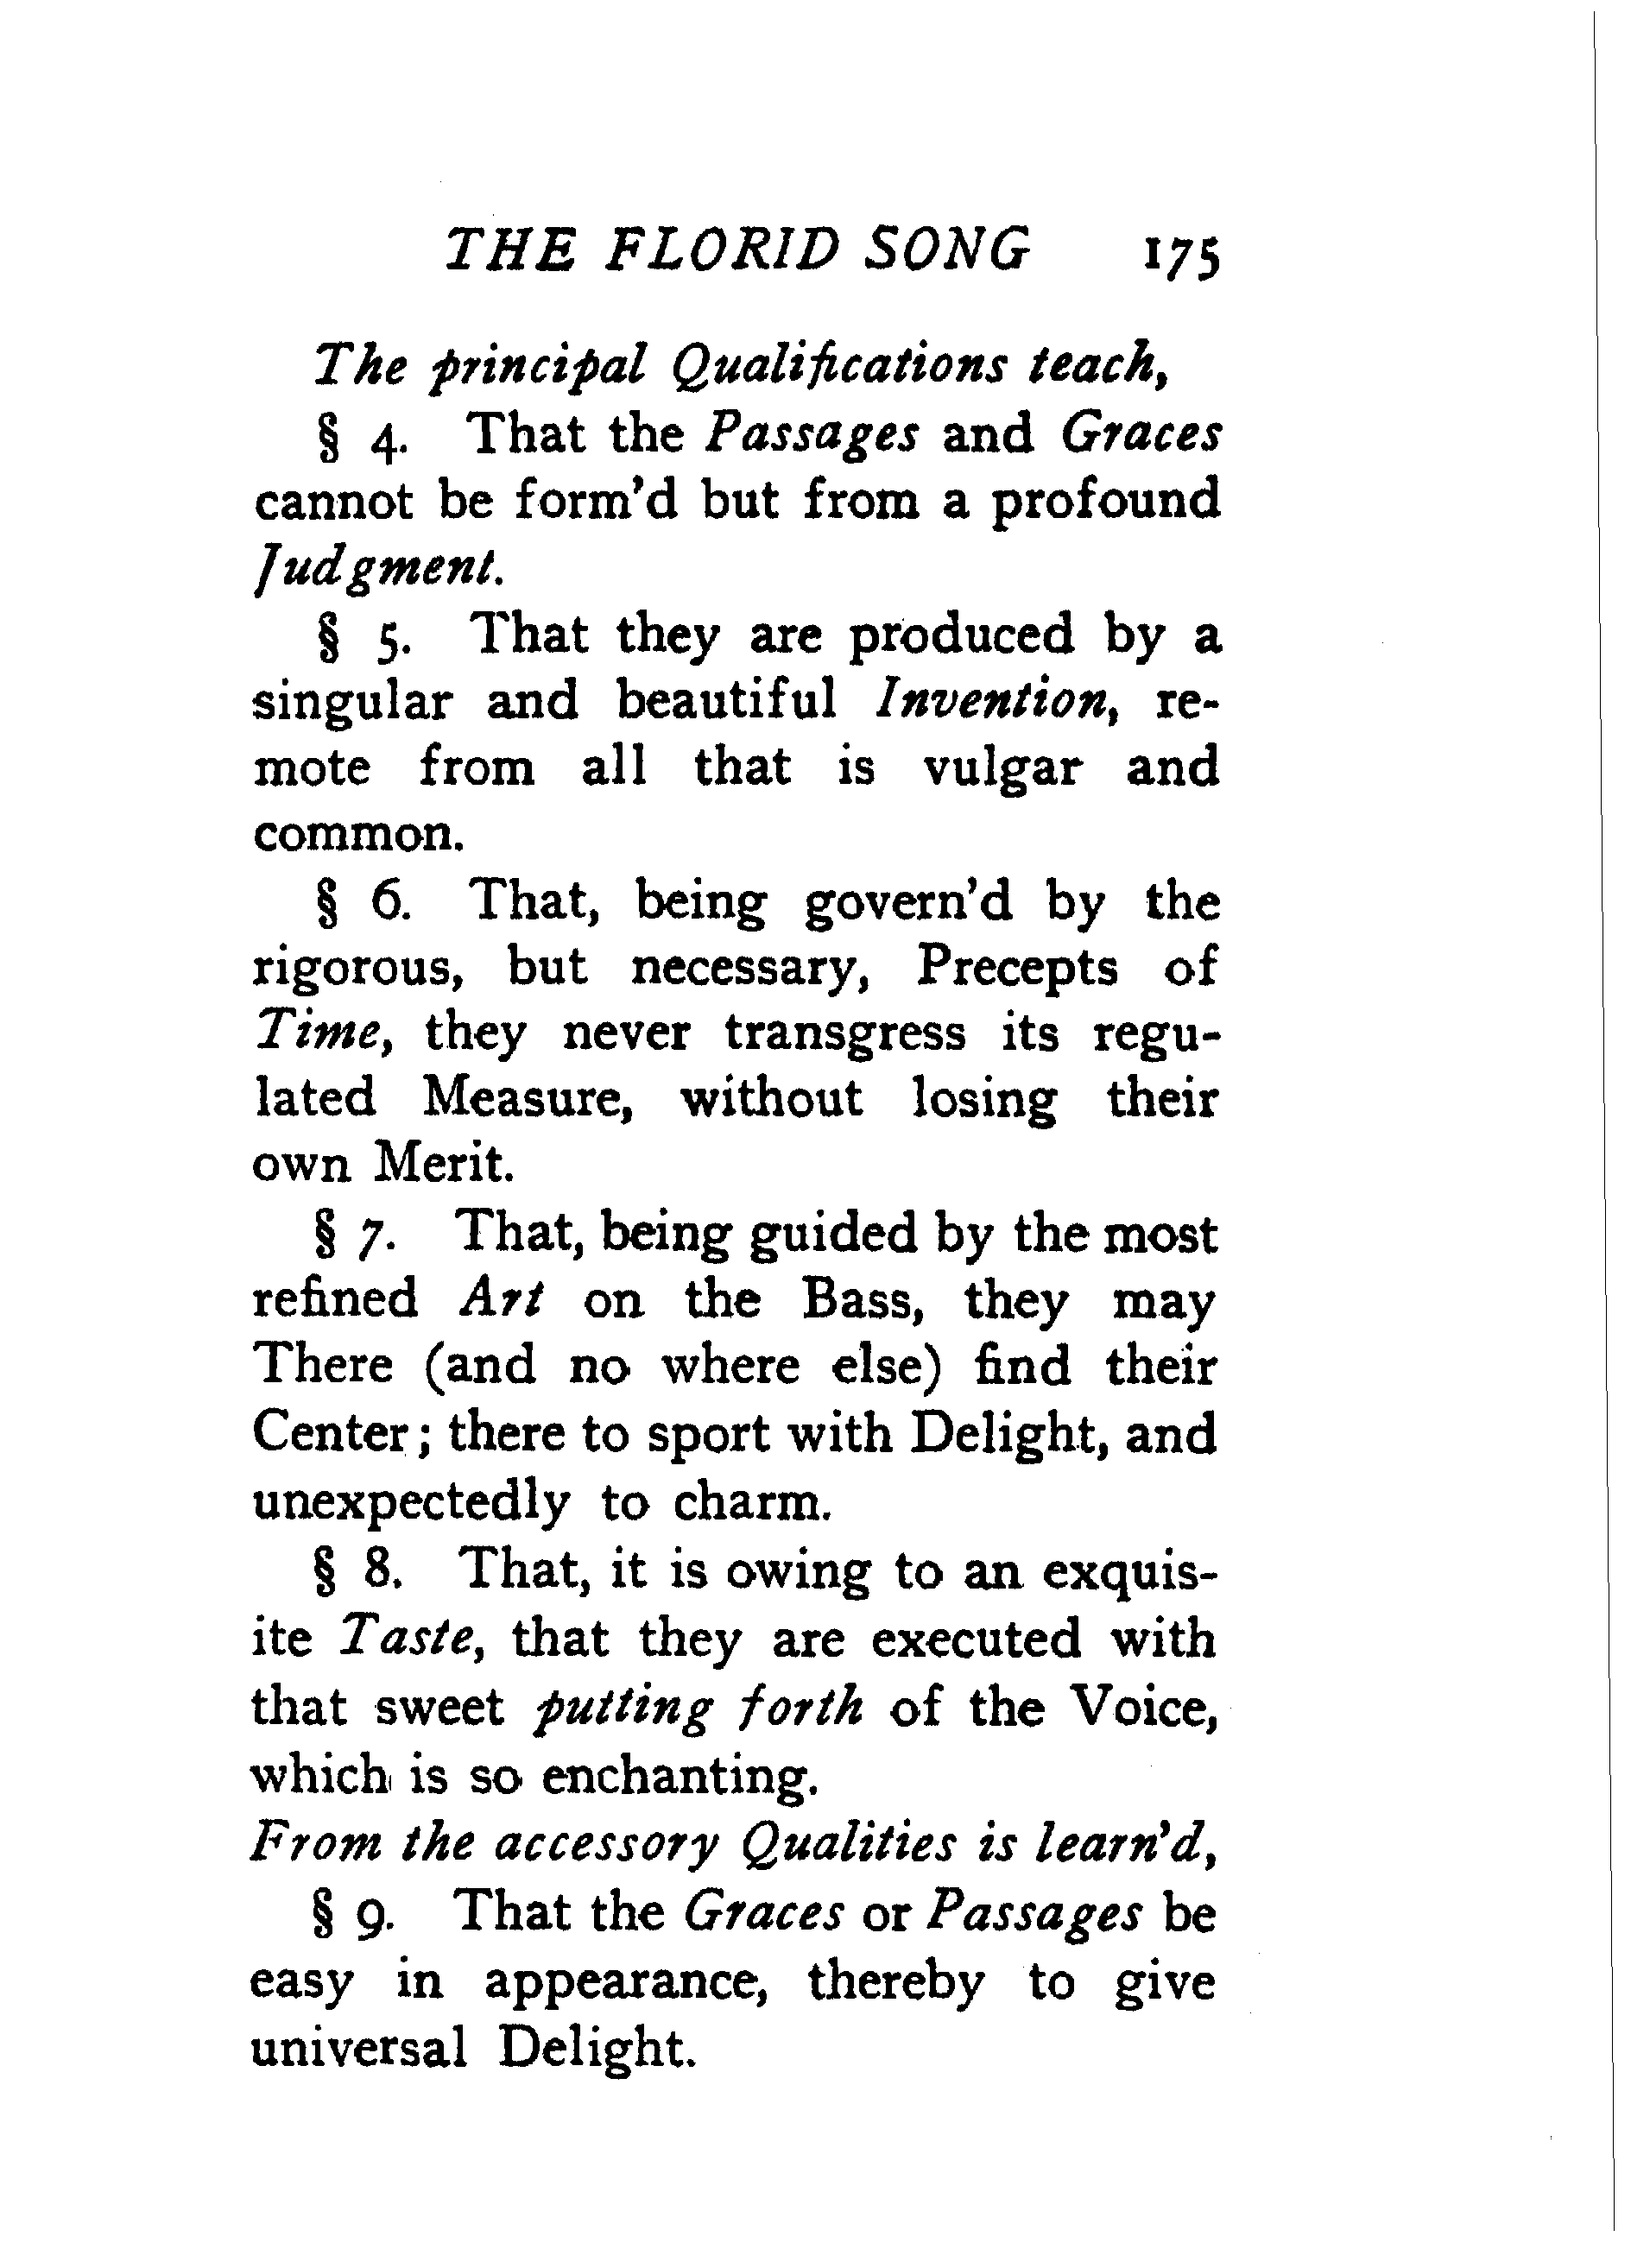 THE FLORID SONG 175
The principal Qualifications teach,
§ 4. That the Passages and Graces
cannot be form'd but from a profound
Judgment.
§ 5. That they are produced by a
singular and beautiful Invention, re-
mote from all that is vulgar and
common.
§ 6. That, being govern'd by the
rigorous, but necessary, Precepts of
Time, they never transgress its regu-
lated Measure, without losing their
own Merit.
§ 7. That, being guided by the most
refined Art on the Bass, they may
There (and no where else) find their
Center; there to sport with Delight, and
unexpectedly to charm.
§ 8. That, it is owing to an exquis-
ite Taste, that they are executed with
that sweet putting forth of the Voice,
which is so enchanting.
From the accessory Qualities is learn'd,
§ 9. That the Graces or Passages be
easy in appearance, thereby to give
universal Delight.